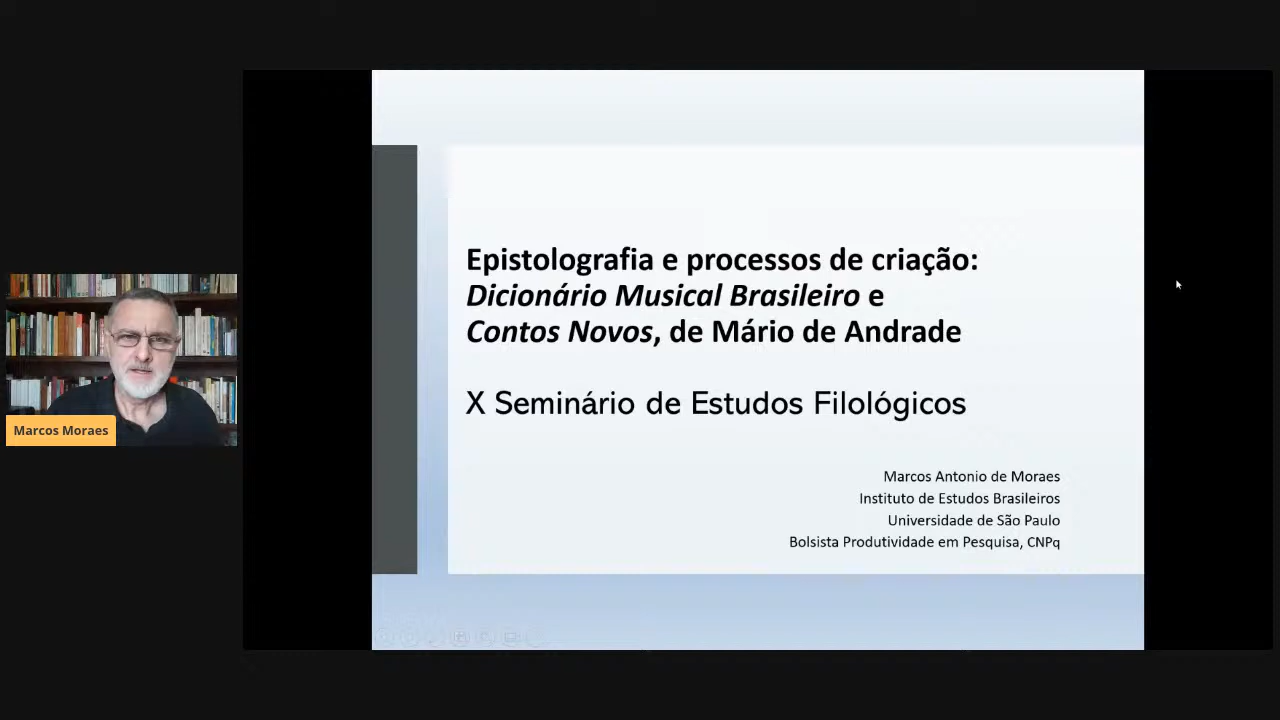 Epistolografia e processos de criação:
Dicionário Musical Brasileiro e
Contos Novos, de Mário de Andrade
X Seminário de Estudos Filológicos
Marcos Antonio de Moraes
Instituto de Estudos Brasileiros
Universidade de São Paulo
Bolsista Produtividade em Pesquisa, CNPq
Marcos Moraes